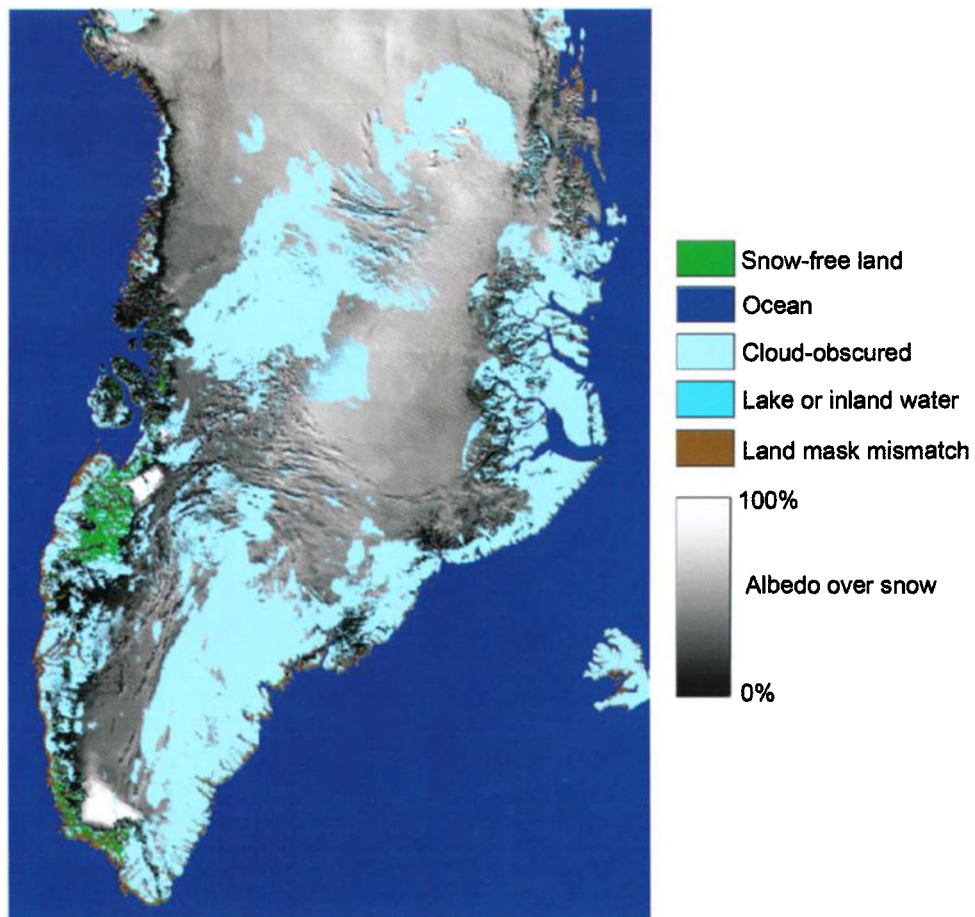 Snow-free land
Ocean
Cloud-obscured
Lake or inland water
Land mask mismatch
100%
Albedo over snow
0%